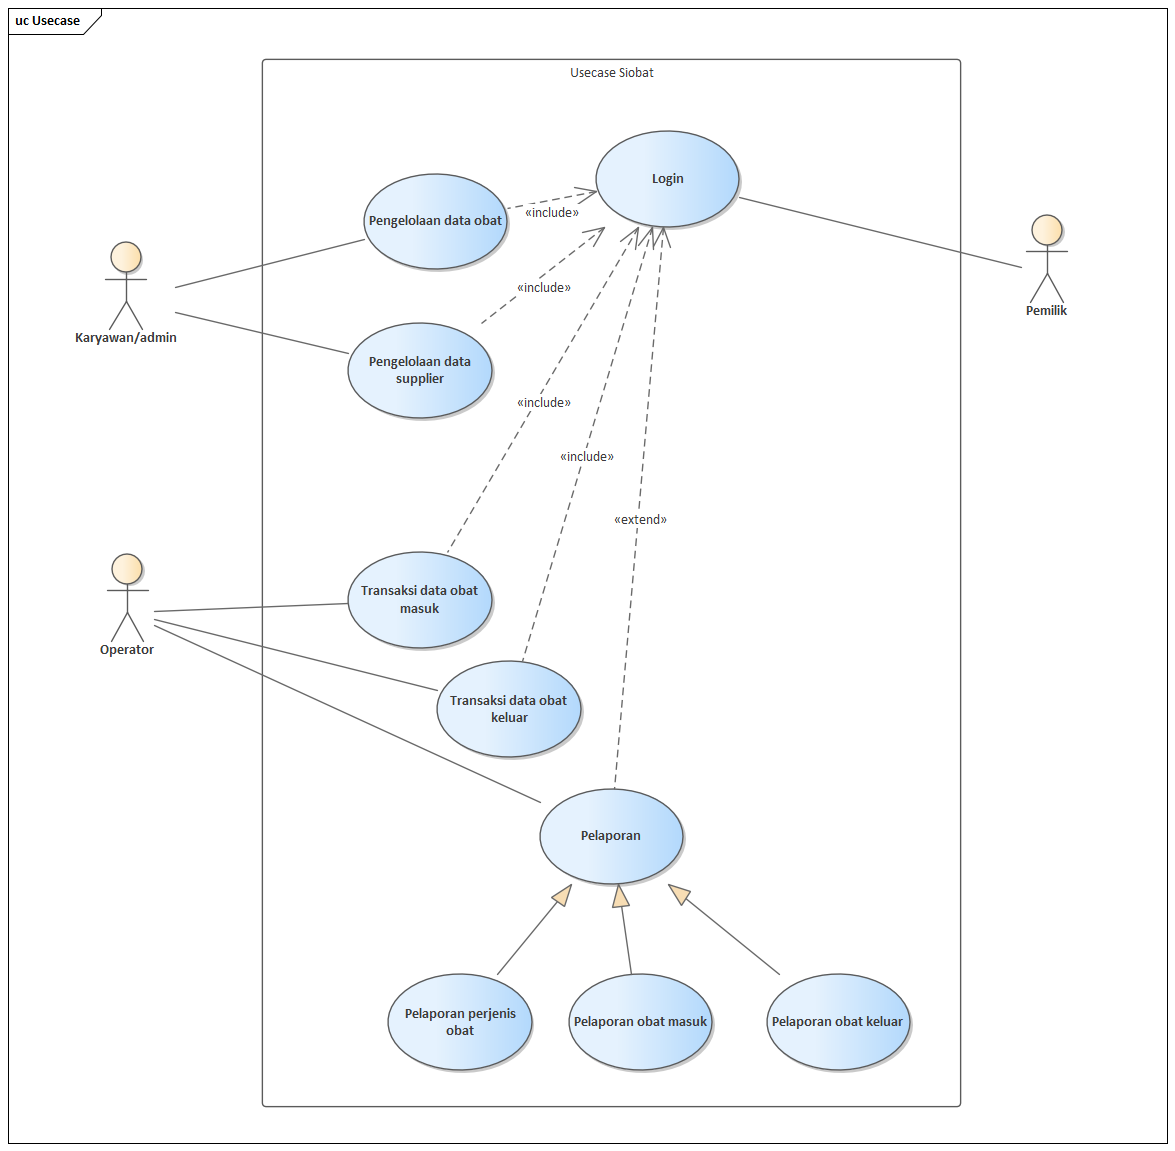 uc Usecase
Usecase Siobat
Login
Pengelolaan data obat
«include»
Karyawan/admin
Pemilik
«include»
Pengelolaan data
supplier
«include»
«include»
«extend»
Operator
Transaksi data obat
masuk
Transaksi data obat
keluar
Pelaporan
Pelaporan perjenis
obat
Pelaporan obat masuk
Pelaporan obat keluar